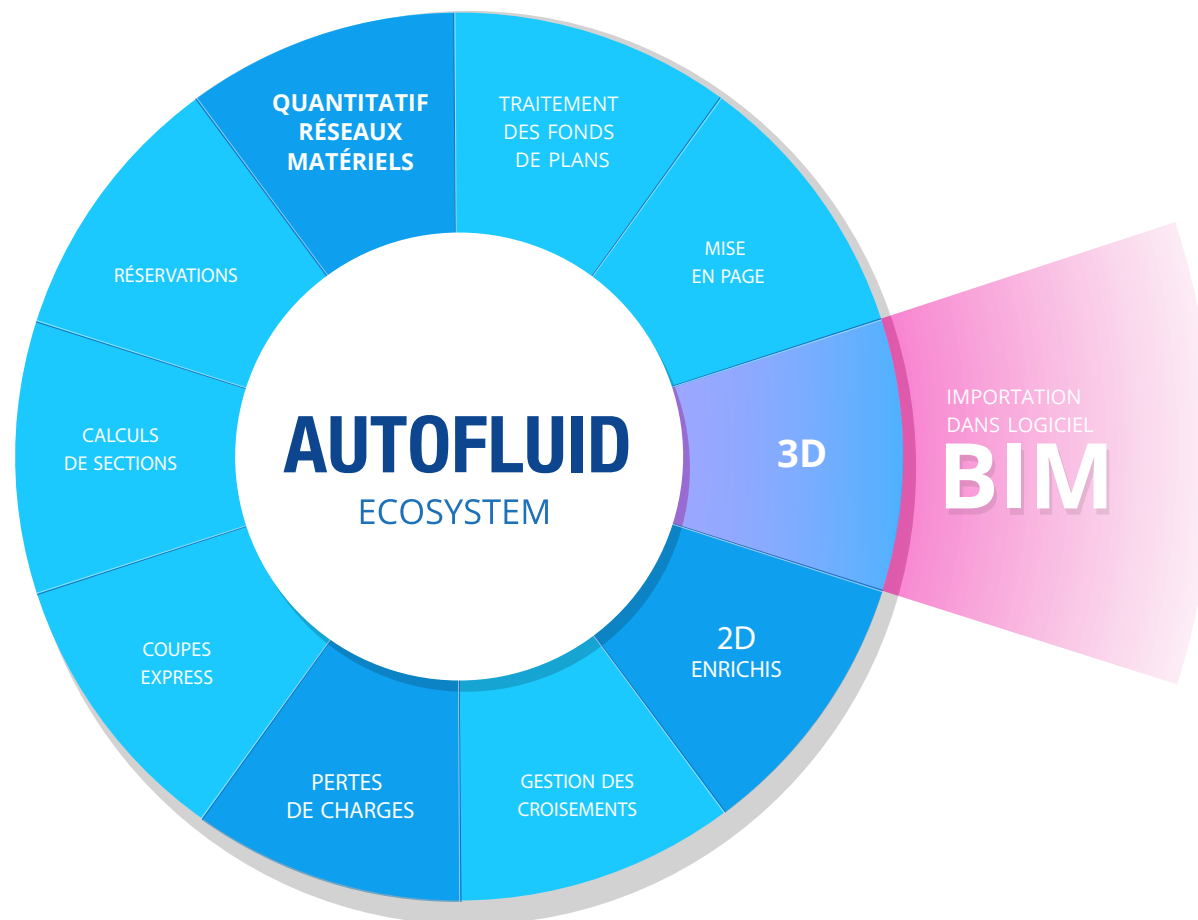 QUANTITATIF
RÉSEAUX
MATÉRIELS
TRAITEMENT
DES FONDS
DE PLANS
MISE
EN PAGE
RÉSERVATIONS
IMPORTATION
DANS LOGICIEL
BIM
3D
AUTOFLUID
ECOSYSTEM
CALCULS
DE SECTIONS
2D
ENRICHIS
COUPES
EXPRESS
PERTES
DE CHARGES
GESTION DES
CROISEMENTS